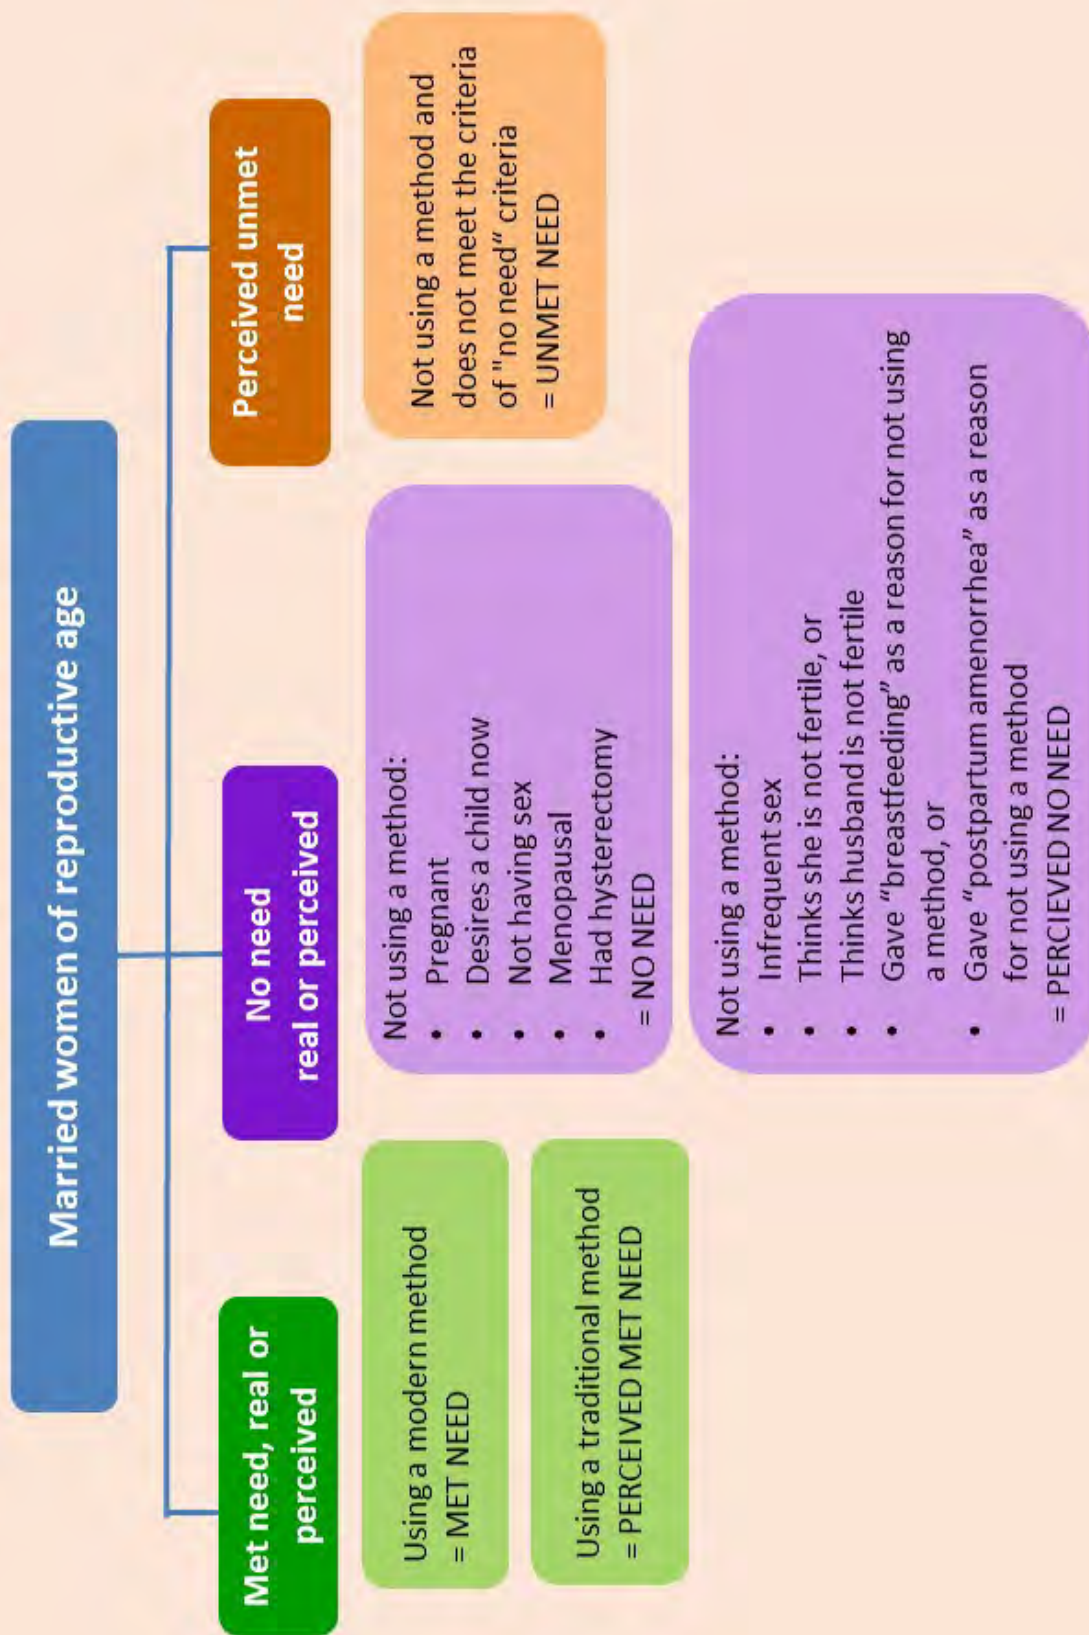 Married women of reproductive age
Met need, real or
perceived
Using a modern method
= MET NEED
Using a traditional method
= PERCEIVED MET NEED
No need
real or perceived
Not using a method:
• Pregnant
• Desires a child now
• Not having sex
• Menopausal
• Had hysterectomy
= NO NEED
Not using a method:
• Infrequent sex
• Thinks she is not fertile, or
• Thinks husband is not fertile
• Gave “breastfeeding” as a reason for not using
a method, or
• Gave “postpartum amenorrhea” as a reason
for not using a method
= PERCIEVED NO NEED
Perceived unmet
need
Not using a method and
does not meet the criteria
of "no need“ criteria
= UNMET NEED